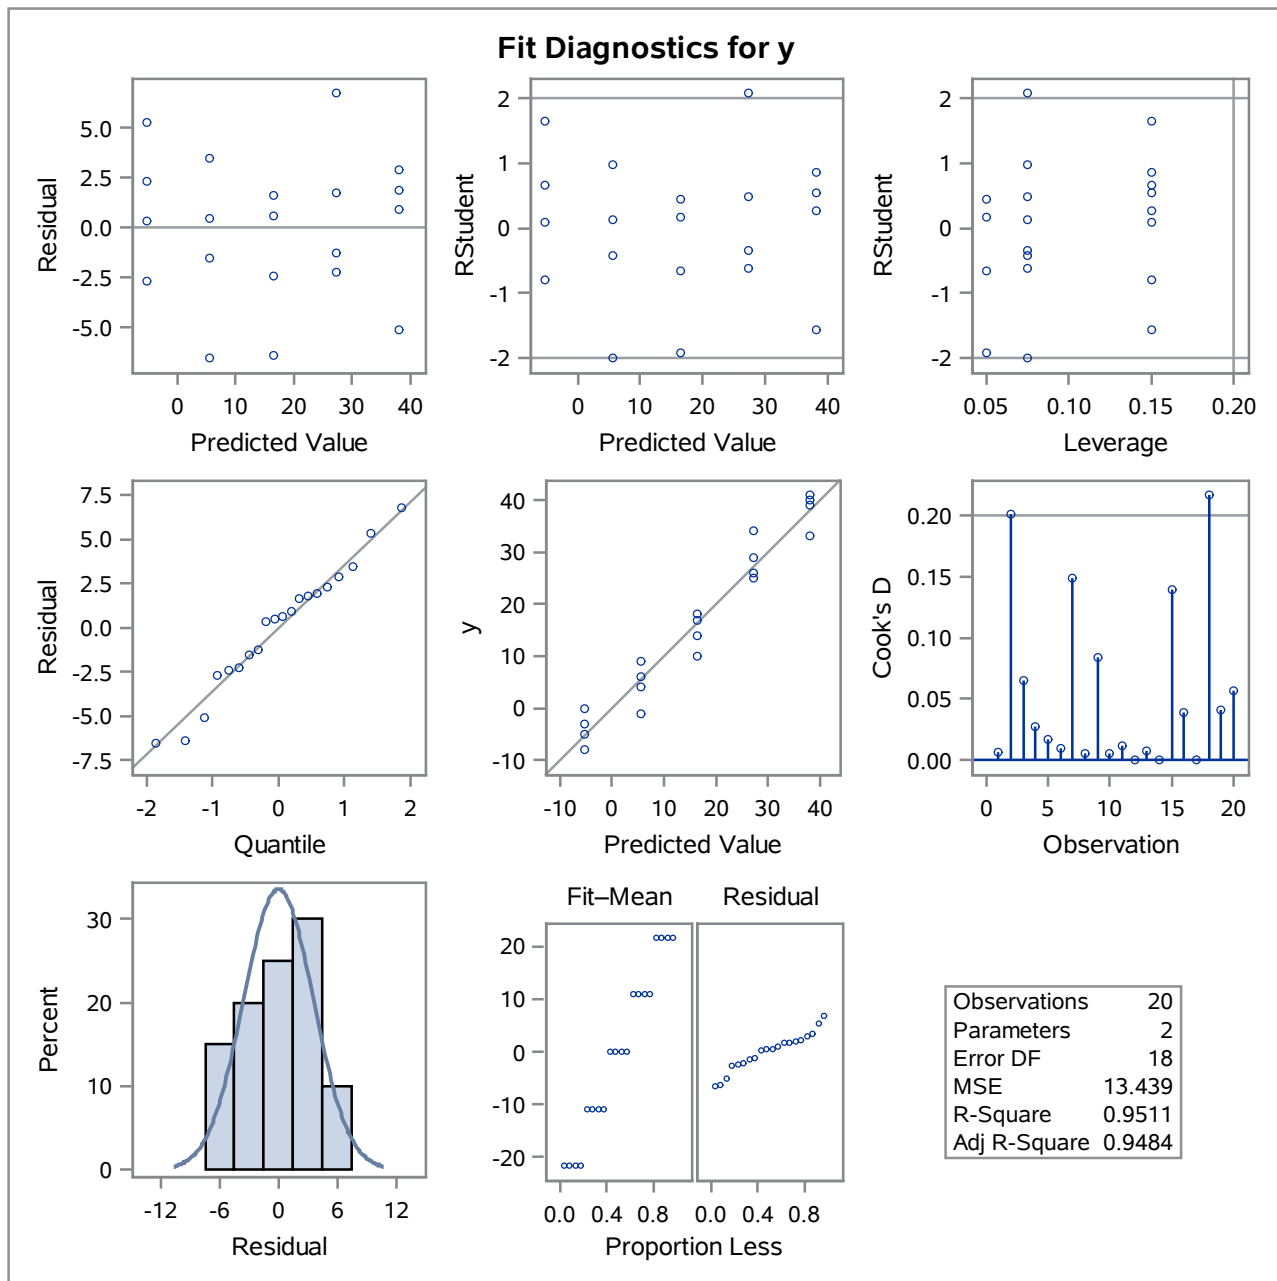 Fit Diagnostics for y
Residual
5.0
2.5
0.0
-2.5
-5.0
0 10 20 30 40
Predicted Value
RStudent
2
1
0
-1
-2
0 10 20 30 40
Predicted Value
RStudent
2
1
0
-1
-2
0.05 0.10 0.15 0.20
Leverage
Residual
7.5
5.0
2.5
0.0
-2.5
-5.0
-7.5
-2 -1 0 1 2
Quantile
y
40
30
20
10
0
-10
-10 0 10 20 30 40
Predicted Value
Cook's D
0.20
0.15
0.10
0.05
0.00
0 5 10 15 20
Observation
Percent
30
20
10
0
-12 -6 0 6 12
Residual
Fit–Mean Residual
20
10
0
-10
-20
0.0 0.4 0.8 0.0 0.4 0.8
Proportion Less
Observations 20
Parameters 2
Error DF 18
MSE 13.439
R-Square 0.9511
Adj R-Square 0.9484